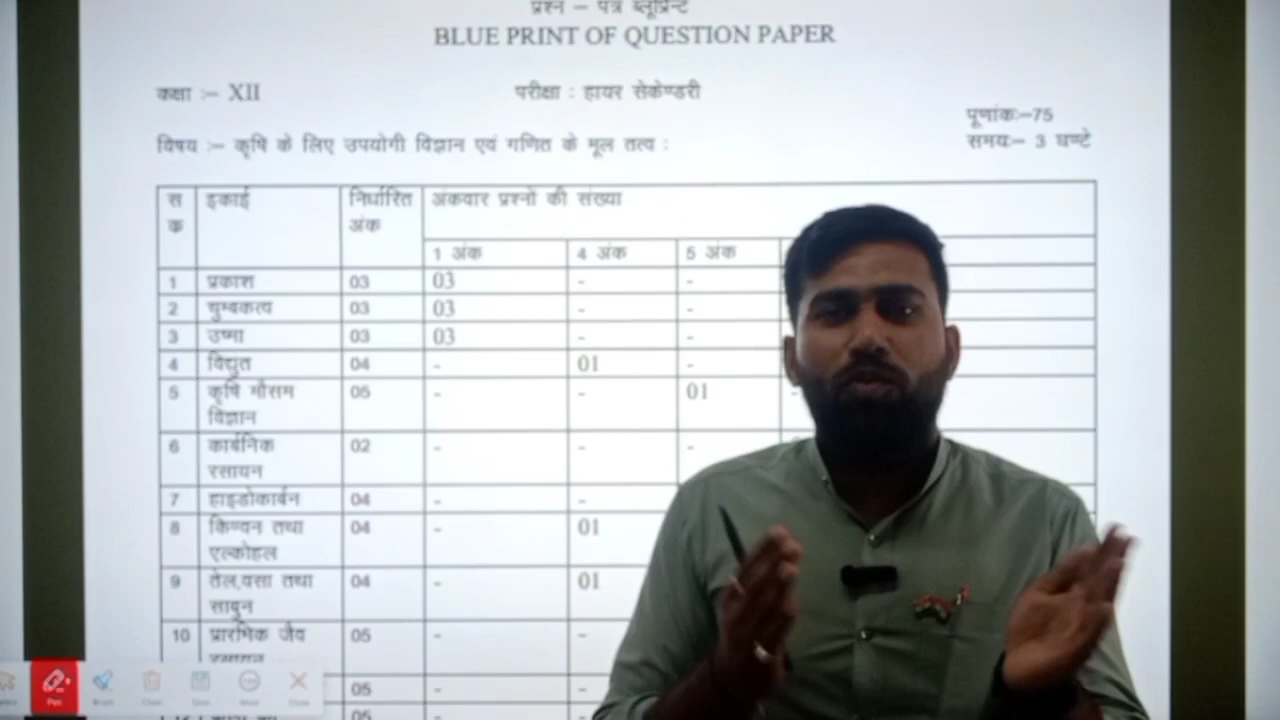 प्रश्न – पत्र ब्लूप्रिन्ट
BLUE PRINT OF QUESTION PAPER
कक्षा :– XII परीक्षा : हायर सेकेण्डरी
पूर्णांक:–75
विषय :– कृषि के लिए उपयोगी विज्ञान एवं गणित के मूल तत्व : समय:– 3 घण्टे
स क इकाई निर्धारित अंक अंकवार प्रश्नों की संख्या
1 अंक 4 अंक 5 अंक
1 प्रकाश 03 03 - -
2 चुम्बकत्व 03 03 - -
3 उष्मा 03 03 - -
4 विद्युत 04 - 01 -
5 कृषि मौसम विज्ञान 05 - - 01 -
6 कार्बनिक रसायन 02 - - -
7 हाइडोकार्बन 04 - -
8 किण्वन तथा एल्कोहल 04 - 01
9 तेल,वसा तथा साबुन 04 - 01
10 प्रारंभिक जैव रसायन 05 - -
05 - -
05
Pen